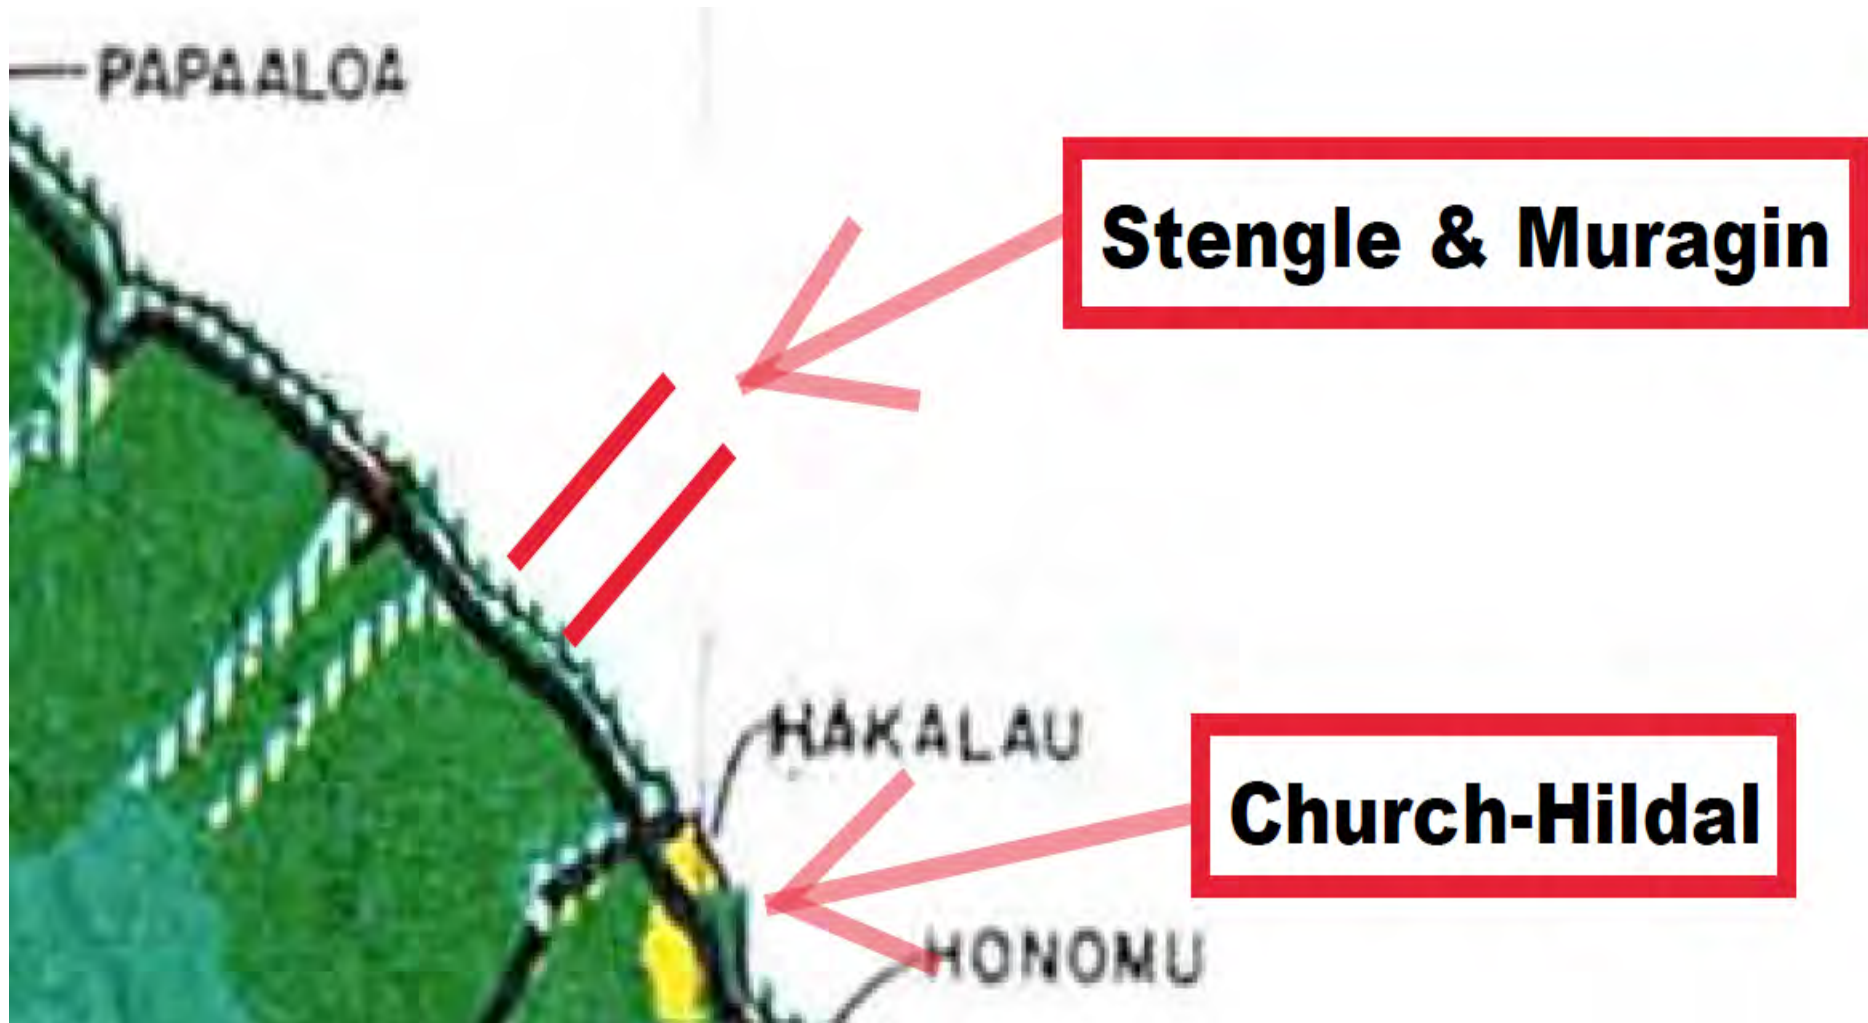 PAPAALOA
Stengle & Muragin
HAKALAU
Church-Hildal
HONOMU